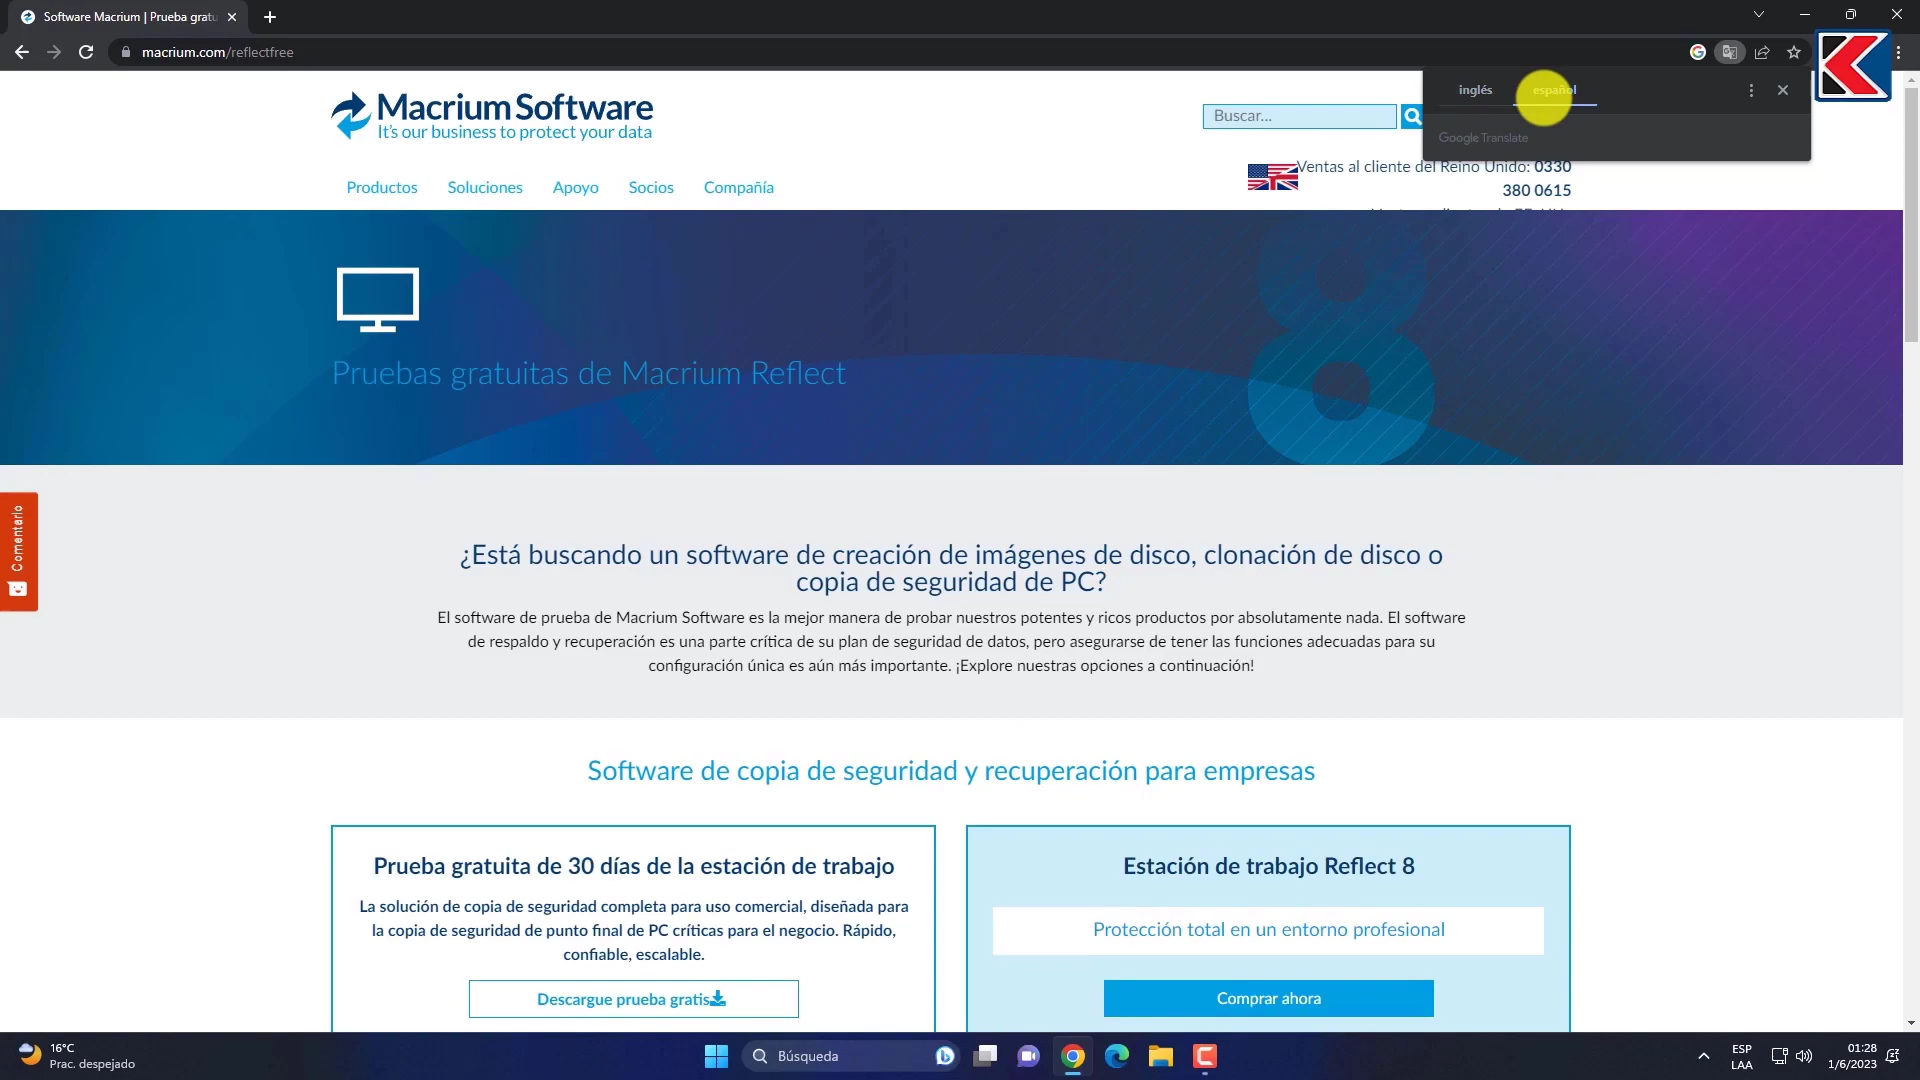 Software Macrium | Prueba gratu
macrium.com/reflectfree
inglés
español
Google Translate
Macrium Software
It's our business to protect your data
Buscar...
Ventas al cliente del Reino Unido: 0330
380 0615
Productos
Soluciones
Apoyo
Socios
Compañía
8
Pruebas gratuitas de Macrium Reflect
Comentario
¿Está buscando un software de creación de imágenes de disco, clonación de disco o
copia de seguridad de PC?
El software de prueba de Macrium Software es la mejor manera de probar nuestros potentes y ricos productos por absolutamente nada. El software
de respaldo y recuperación es una parte crítica de su plan de seguridad de datos, pero asegurarse de tener las funciones adecuadas para su
configuración única es aún más importante. ¡Explore nuestras opciones a continuación!
Software de copia de seguridad y recuperación para empresas
Prueba gratuita de 30 días de la estación de trabajo
La solución de copia de seguridad completa para uso comercial, diseñada para
la copia de seguridad de punto final de PC críticas para el negocio. Rápido,
confiable, escalable.
Descargue prueba gratis
Estación de trabajo Reflect 8
Protección total en un entorno profesional
Comprar ahora
16°C
Prac. despejado
Búsqueda
ESP
LAA
01:28
1/6/2023